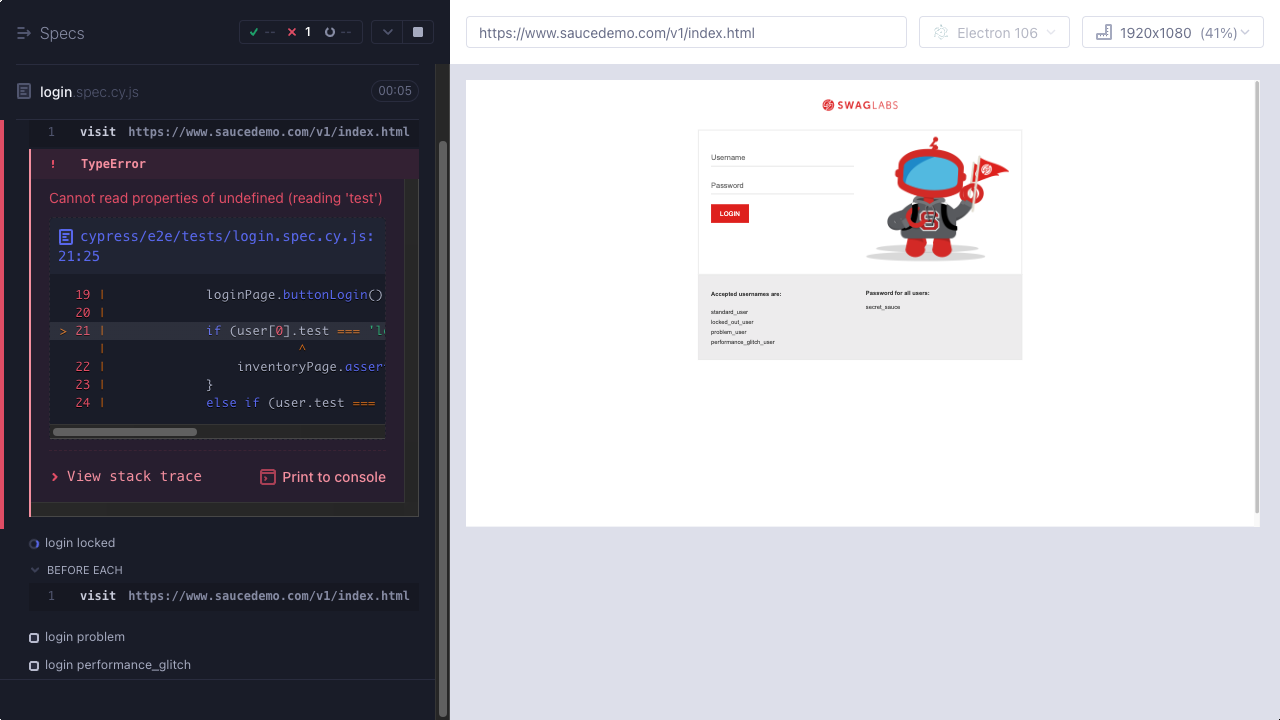 Specs
-- 1 --
login.spec.cy.js 00:05
1 visit https://www.saucedemo.com/v1/index.html
! TypeError
Cannot read properties of undefined (reading 'test')
cypress/e2e/tests/login.spec.cy.js:
21:25
19 | loginPage.buttonLogin()
20 |
> 21 | if (user[0].test === 'lo
| ^
22 | inventoryPage.asser
23 | }
24 | else if (user.test ===
> View stack trace
Print to console
login locked
BEFORE EACH
1 visit https://www.saucedemo.com/v1/index.html
login problem
login performance_glitch
https://www.saucedemo.com/v1/index.html
Electron 106
1920x1080 (41%)
SWAGLABS
Username
Password
LOGIN
S
Accepted usernames are:
standard_user
locked_out_user
problem_user
performance_glitch_user
Password for all users:
secret_sauce